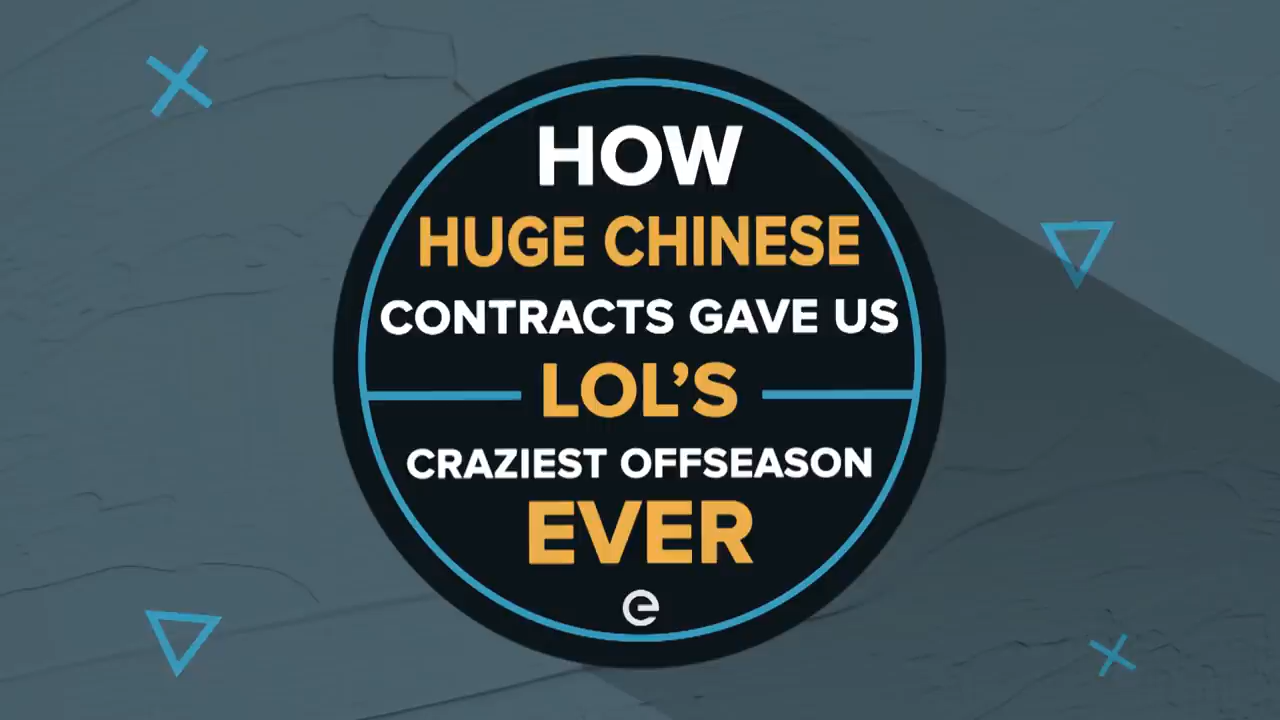 HOW
HUGE CHINESE
CONTRACTS GAVE US
LOL’S
CRAZIEST OFFSEASON
EVER
e